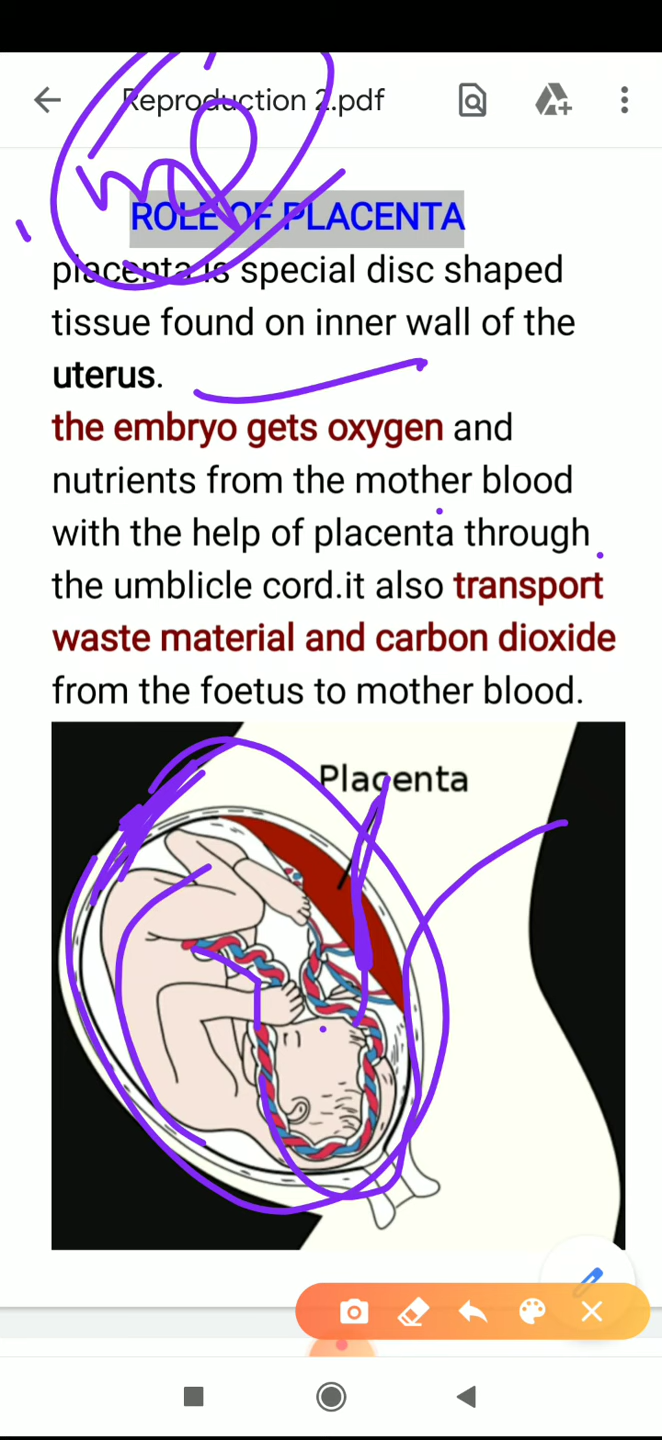 Reproduction 2.pdf
ROLE OF PLACENTA
placenta is special disc shaped
tissue found on inner wall of the
uterus.
the embryo gets oxygen and
nutrients from the mother blood
with the help of placenta through
the umblicle cord.it also transport
waste material and carbon dioxide
from the foetus to mother blood.
Placenta